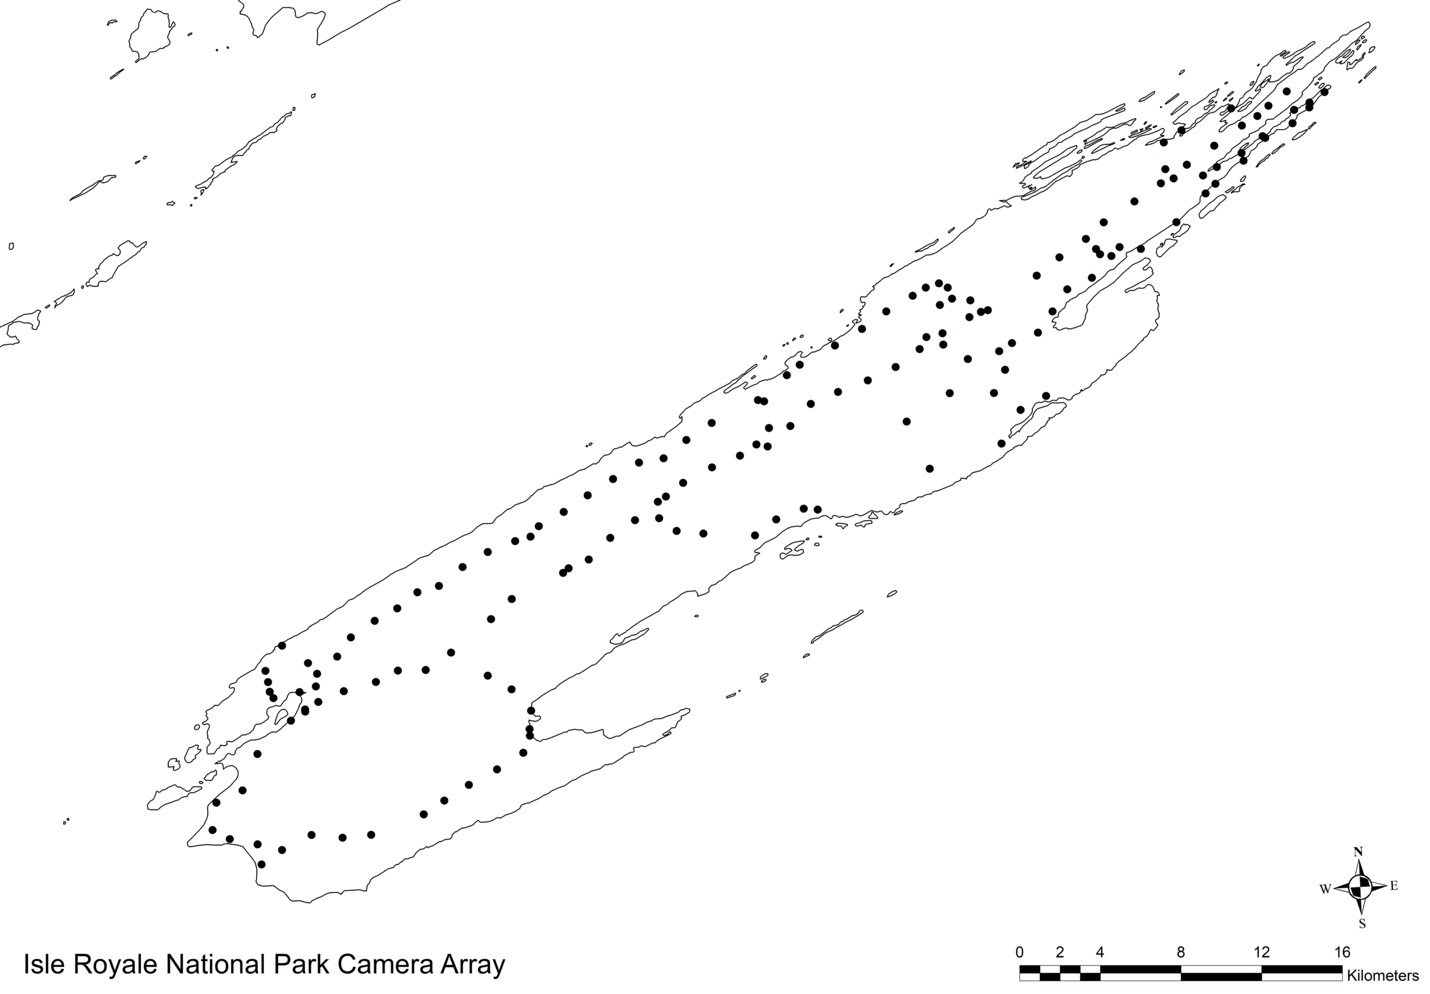 N
W E
S
Isle Royale National Park Camera Array
0 2 4 8 12 16
Kilometers